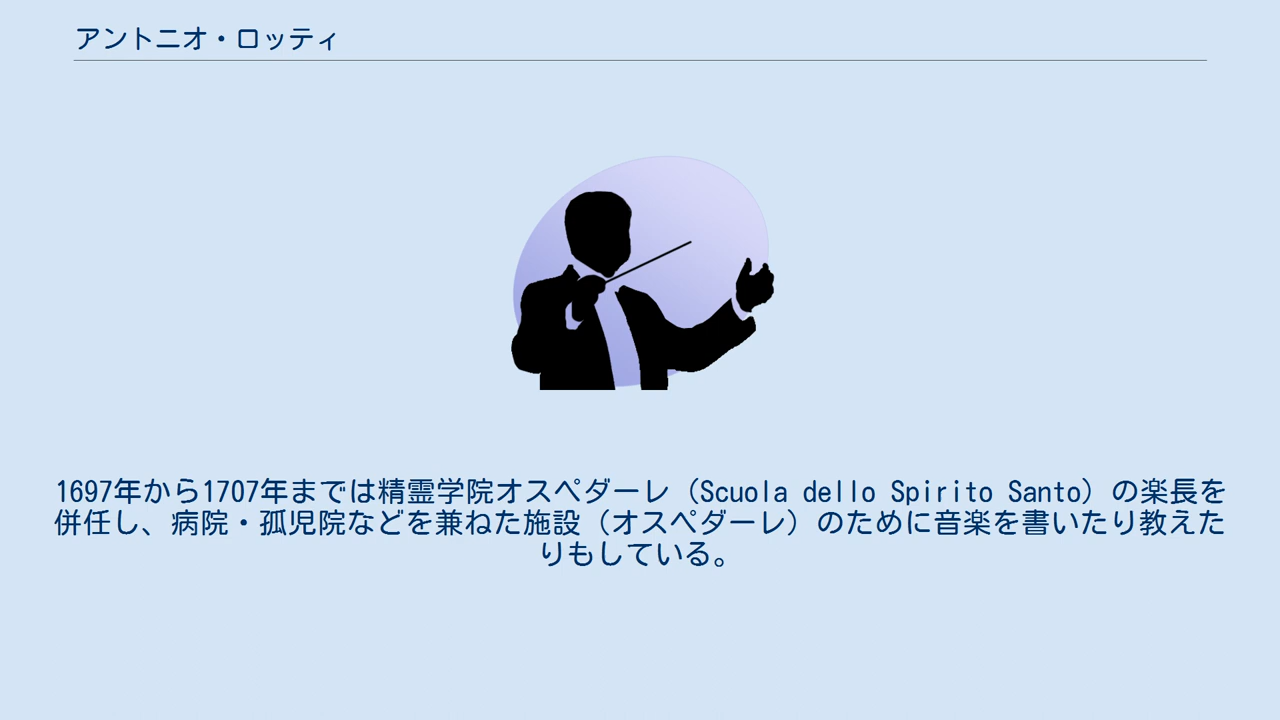 アントニオ・ロッティ
1697年から1707年までは精霊学院オスペダーレ（Scuola dello Spirito Santo）の楽長を
併任し、病院・孤児院などを兼ねた施設（オスペダーレ）のために音楽を書いたり教えた
りもしている。